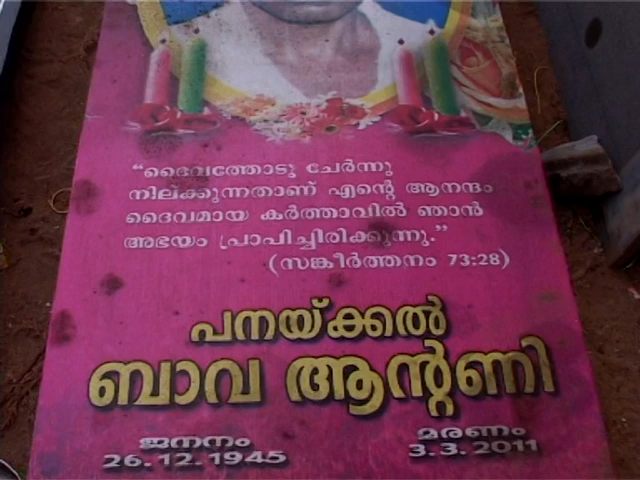 “ദൈവത്തോടു ചേർന്നു
നില്ക്കുന്നതാണ് എന്റെ ആനന്ദം
ദൈവമായ കർത്താവിൽ ഞാൻ
അഭയം പ്രാപിച്ചിരിക്കുന്നു.”
(സങ്കീർത്തനം 73:28)
പനയ്ക്കൽ
ബാവ ആന്റണി
ജനനം
26.12.1945
മരണം
3.3.2011